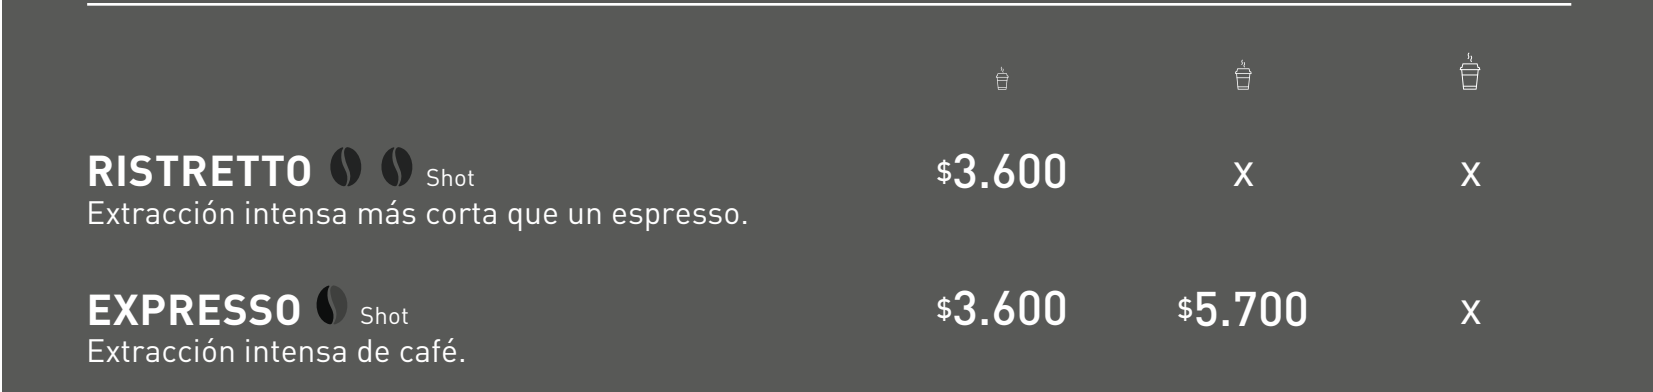 RISTRETTO Shot $3.600 x x
Extracción intensa más corta que un espresso.
EXPRESSO Shot $3.600 $5.700 x
Extracción intensa de café.